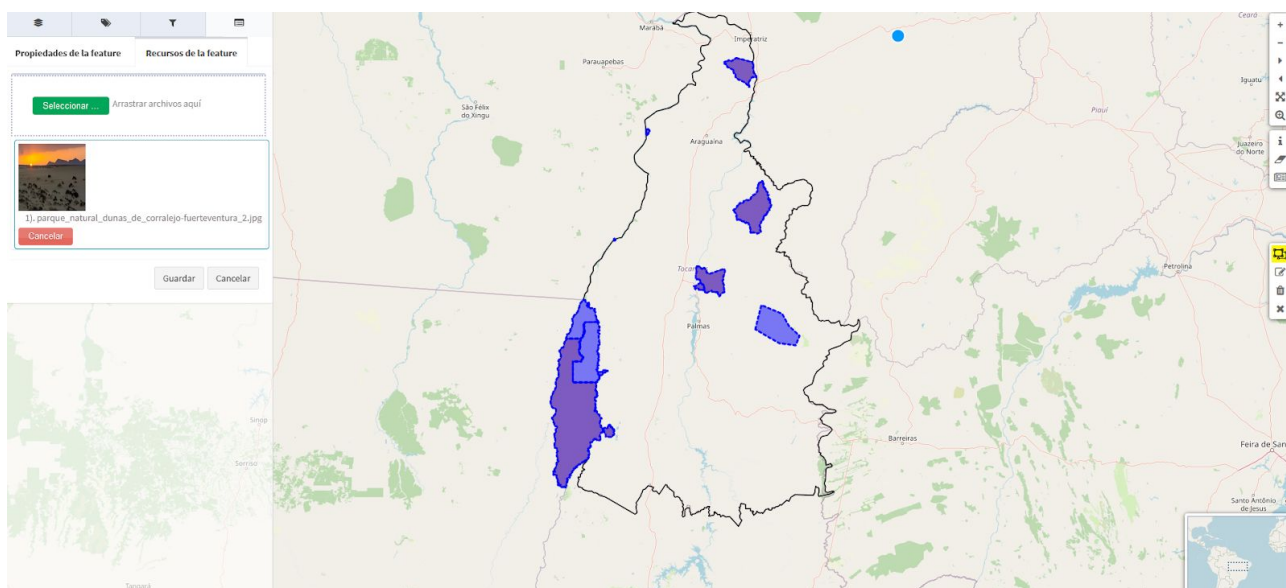 Propiedades de la feature
Recursos de la feature
Seleccionar ...
Arrastrar archivos aquí
1). parque_natural_dunas_de_corralejo-fuerteventura_2.jpg
Cancelar
Guardar
Cancelar
Marabá
Imperatriz
Ceará
Parauapebas
Iguatu
São Félix
do Xingu
Piauí
Araguaína
Juazeiro
do Norte
Petrolina
Palmas
Sinop
Barreiras
Sorriso
Feira de San
Santo Antônio
de Jesus
Tangará